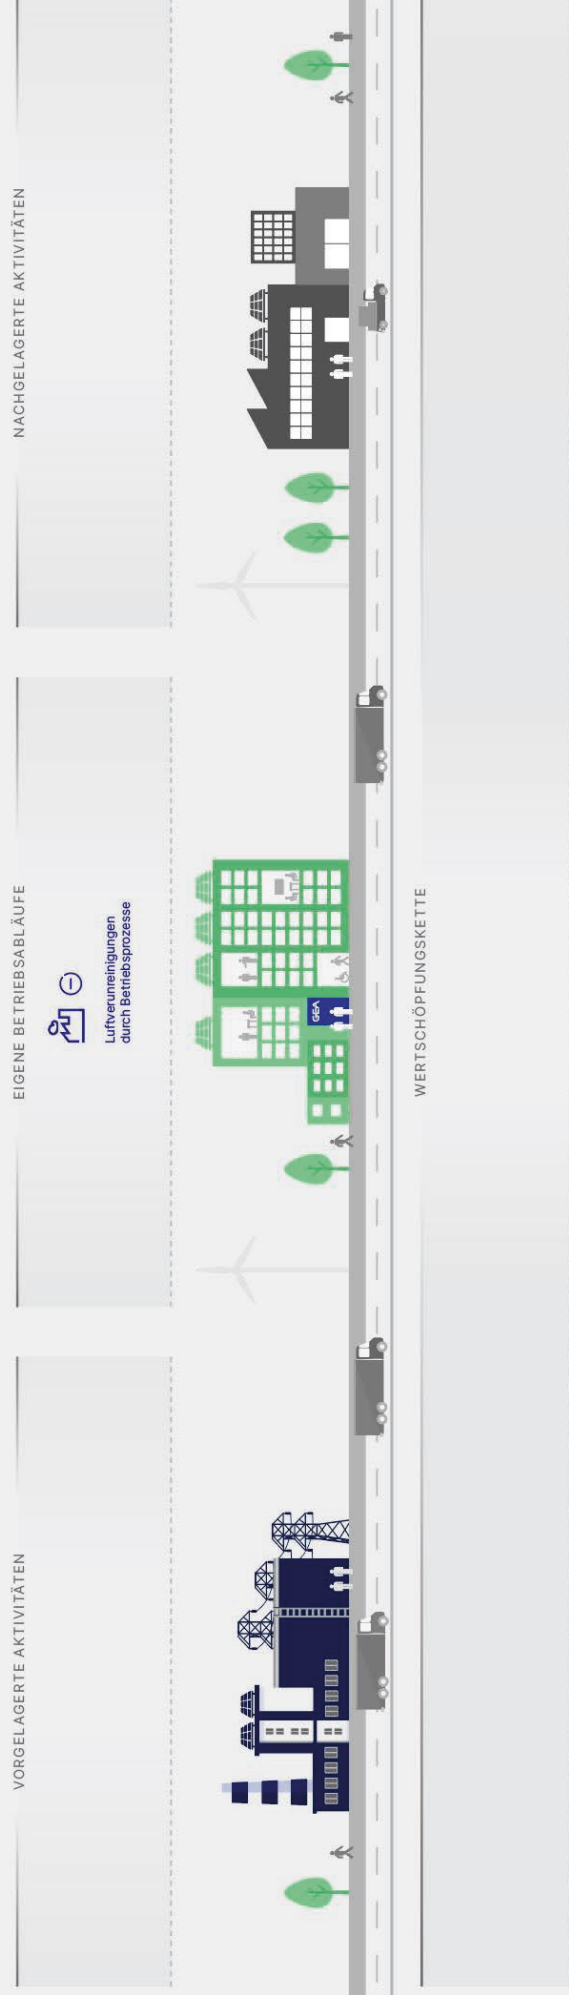 VORGELAGERTE AKTIVITÄTEN
EIGENE BETRIEBSABLÄUFE
NACHGELAGERTE AKTIVITÄTEN
Luftverunreinigungen
durch Betriebsprozesse
GEA
WERTSCHÖPFUNGSKETTE